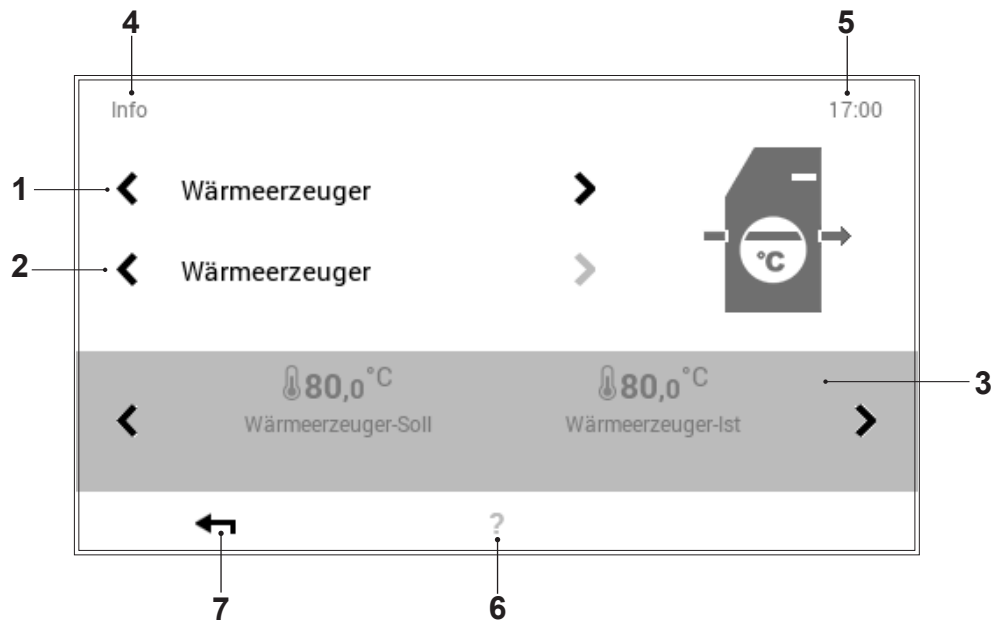 4 5
Info 17:00
1 Wärmeerzeuger
2 Wärmeerzeuger
°C
80,0°C 80,0°C 3
Wärmeerzeuger-Soll Wärmeerzeuger-Ist
?
7 6